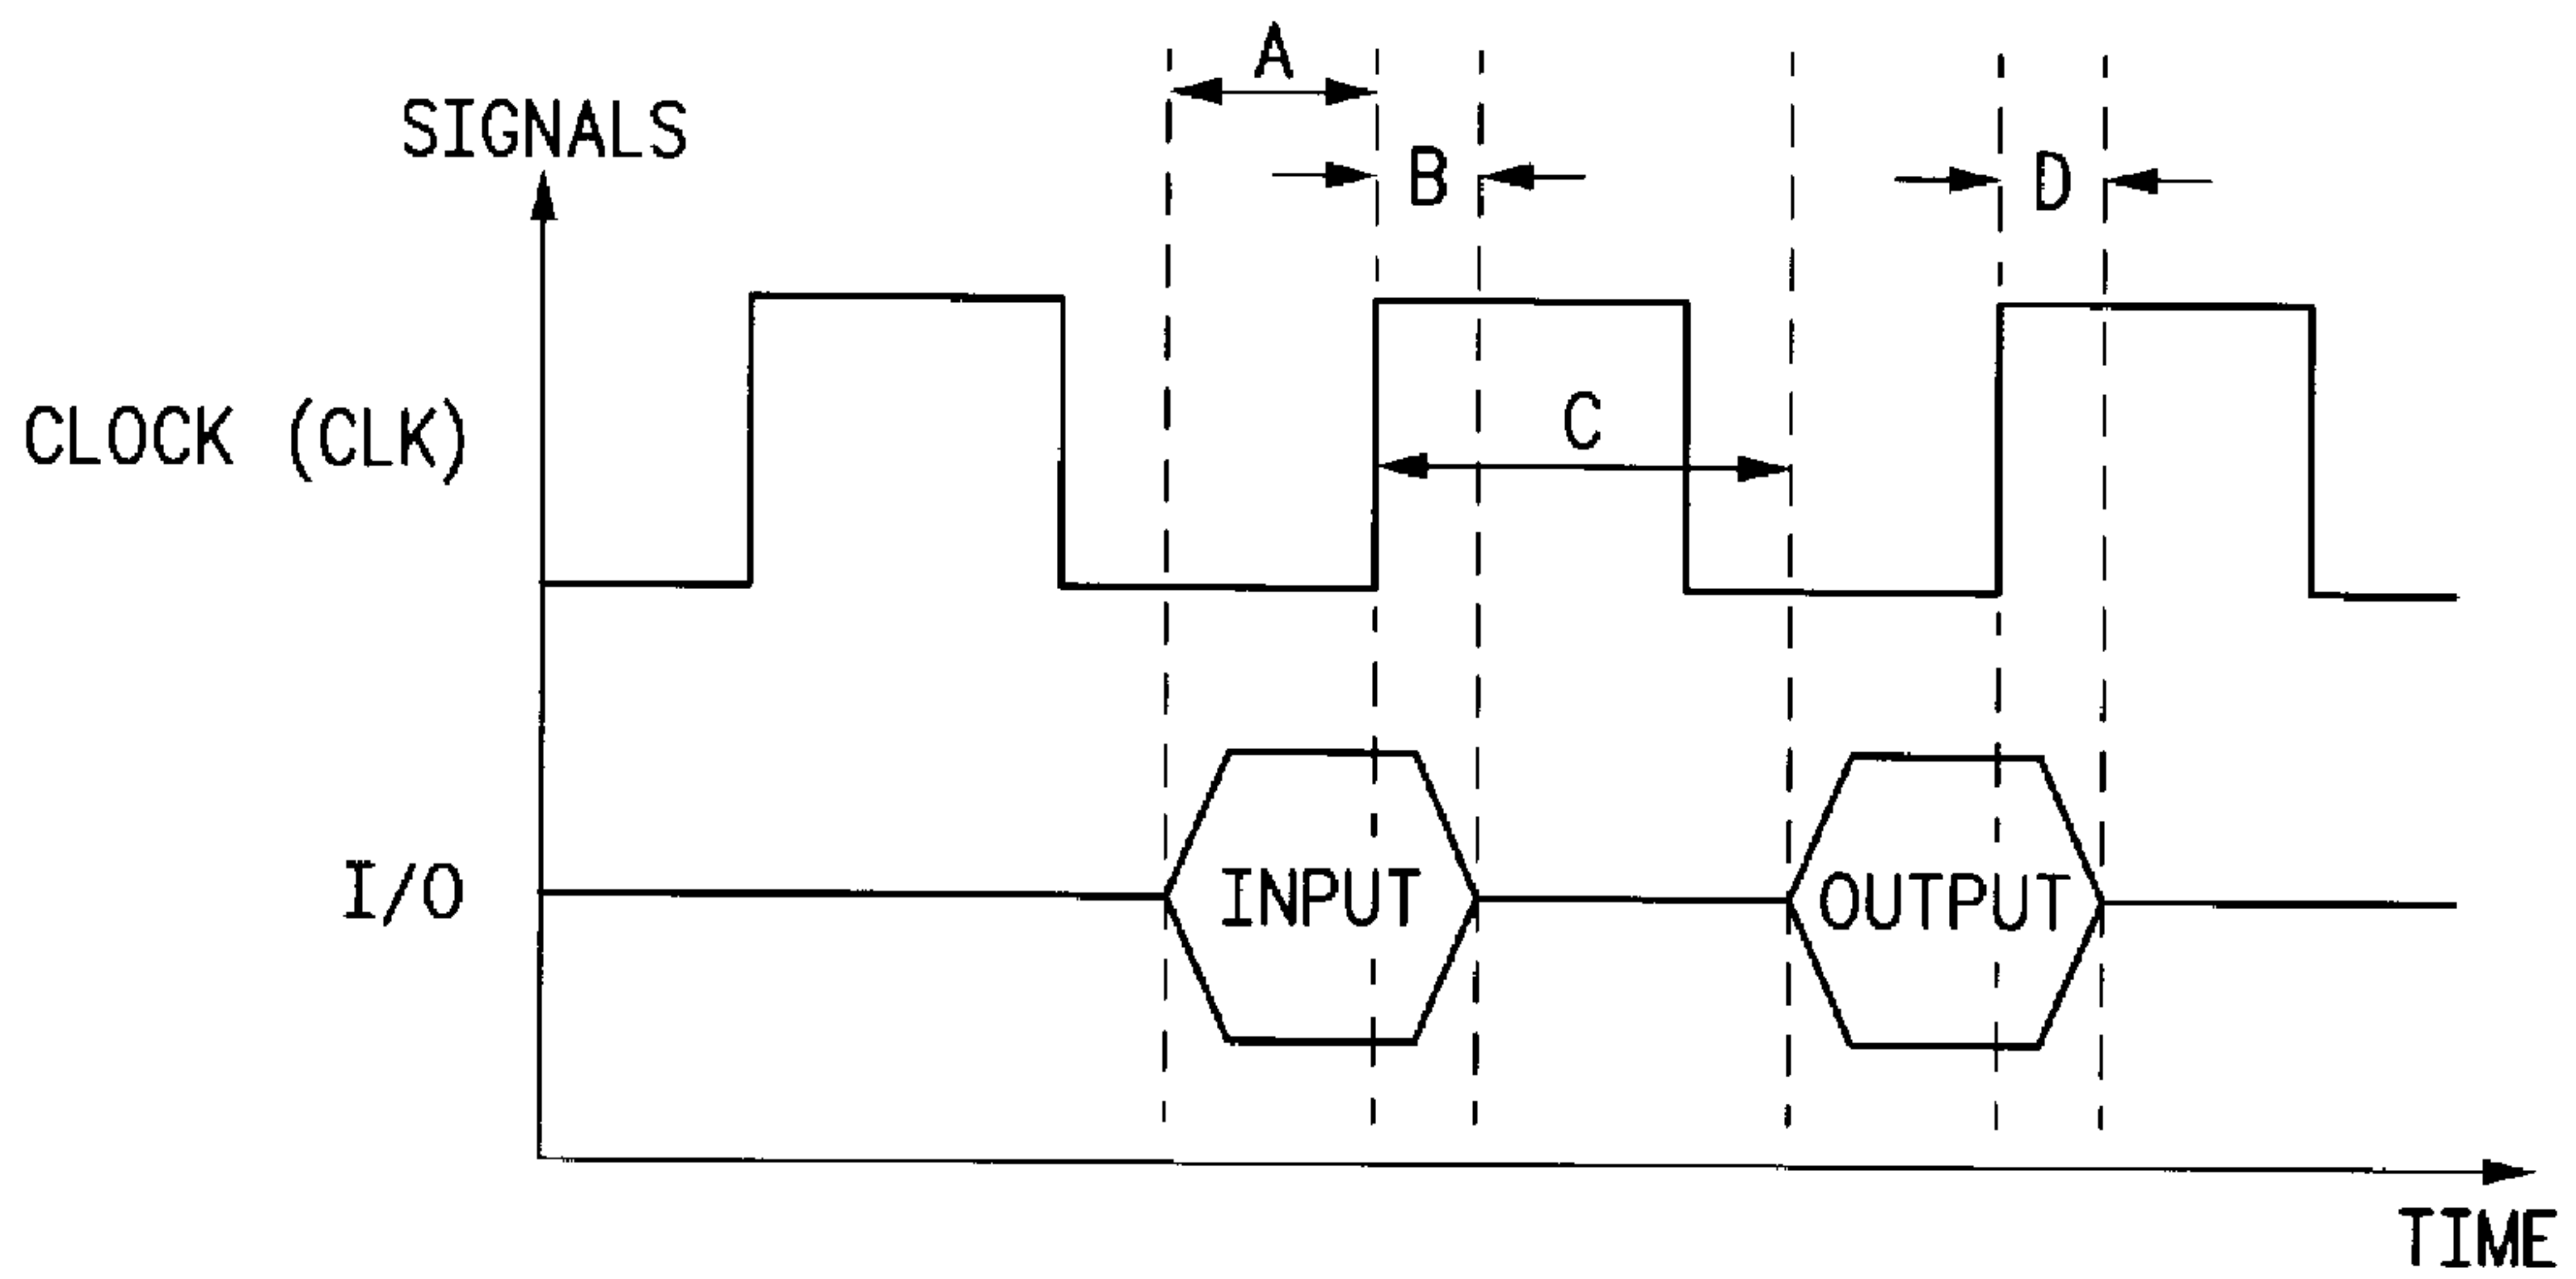 A
SIGNALS
B
D
CLOCK (CLK)
C
I/O
INPUT
OUTPUT
TIME